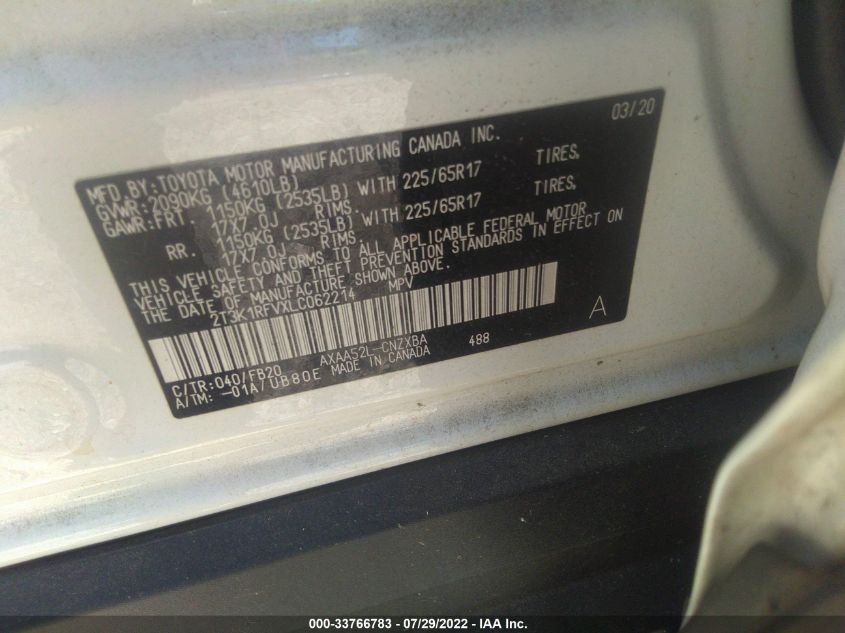 03/20
MFD.BY:TOYOTA MOTOR MANUFACTURING CANADA INC.
GVWR:2090KG (4610LB)
GAWR:FRT. 1150KG (2535LB) WITH 225/65R17 TIRES,
17X7.0J RIMS.
RR. 1150KG (2535LB) WITH 225/65R17 TIRES,
17X7.0J RIMS.
THIS VEHICLE CONFORMS TO ALL APPLICABLE FEDERAL MOTOR
VEHICLE SAFETY AND THEFT PREVENTION STANDARDS IN EFFECT ON
THE DATE OF MANUFACTURE SHOWN ABOVE.
2T3K1RFVXLC062214 MPV
A
C/TR:040/FB20 AXAA52L-CNZXBA 488
A/TM:-01A/UB80E MADE IN CANADA
000-33766783 - 07/29/2022 - IAA Inc.